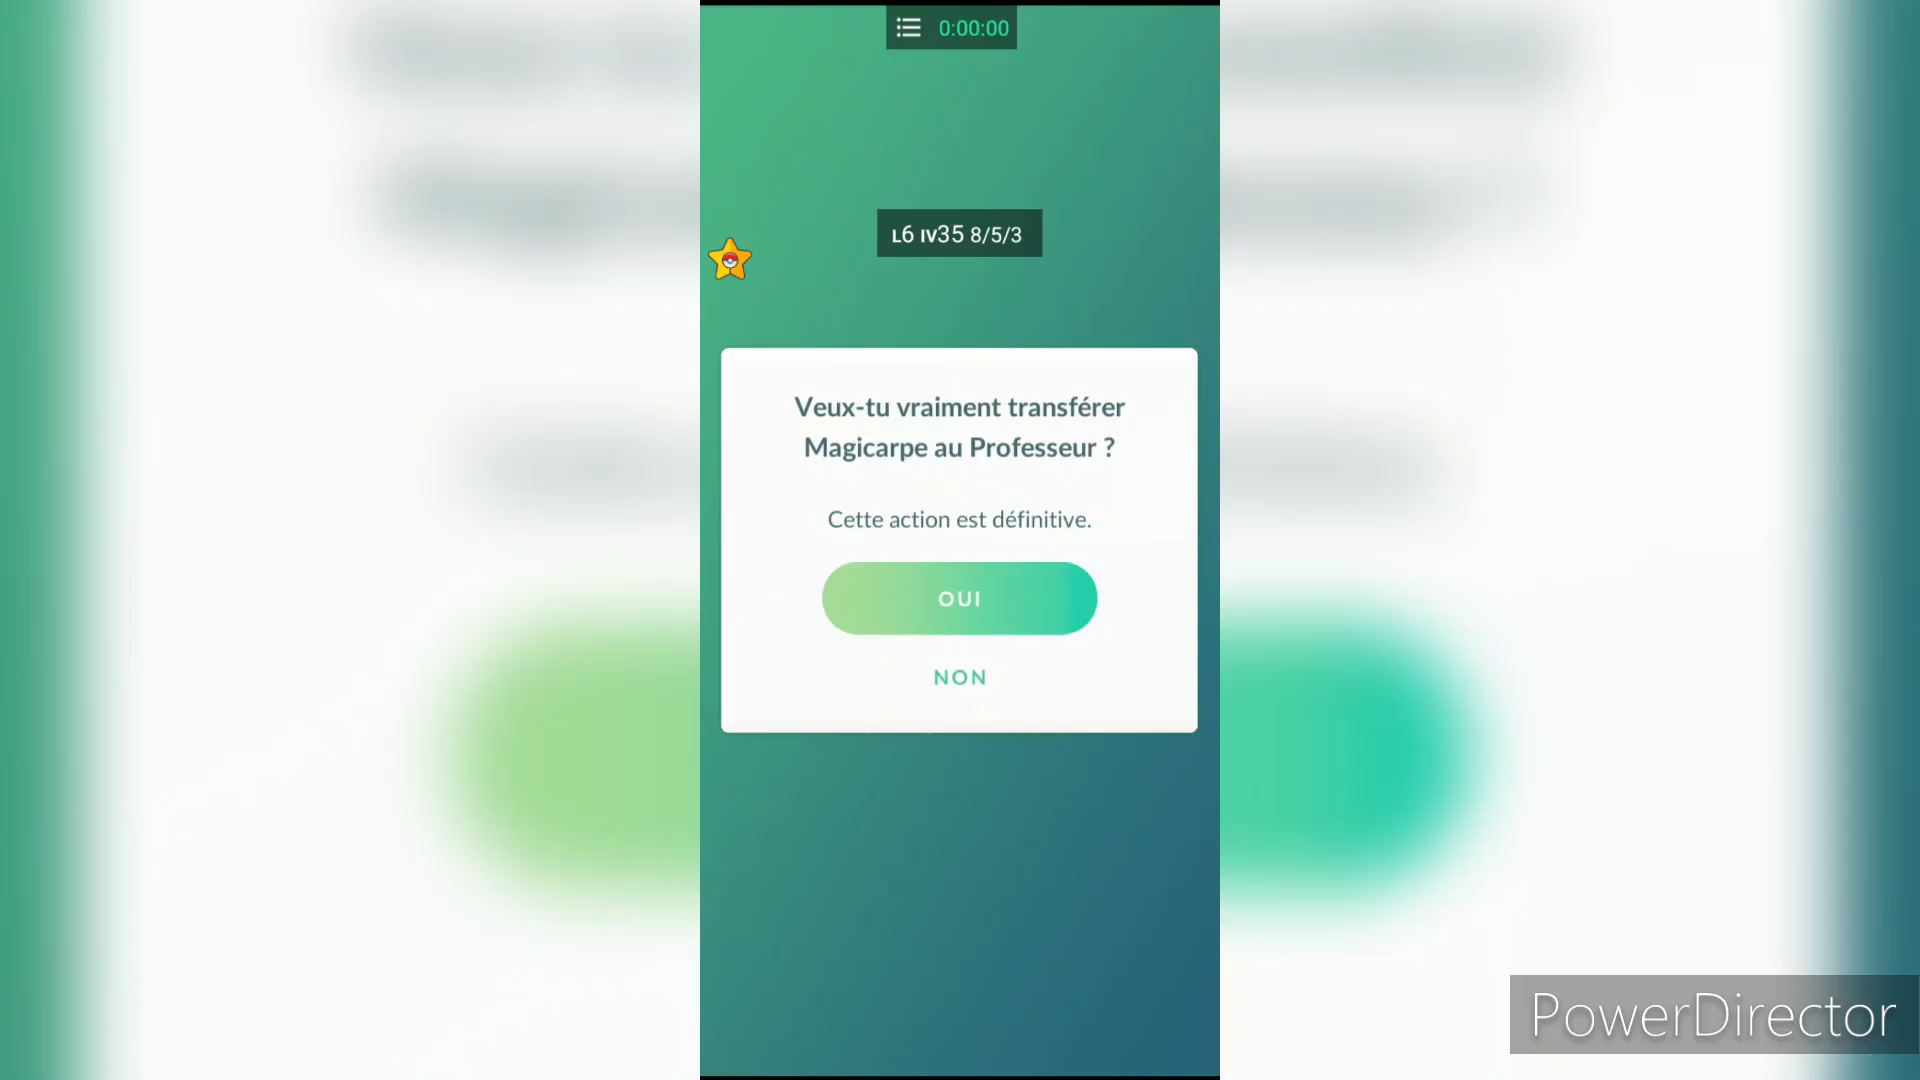 0:00:00
L6 IV35 8/5/3
Veux-tu vraiment transférer
Magicarpe au Professeur ?
Cette action est définitive.
OUI
NON
PowerDirector